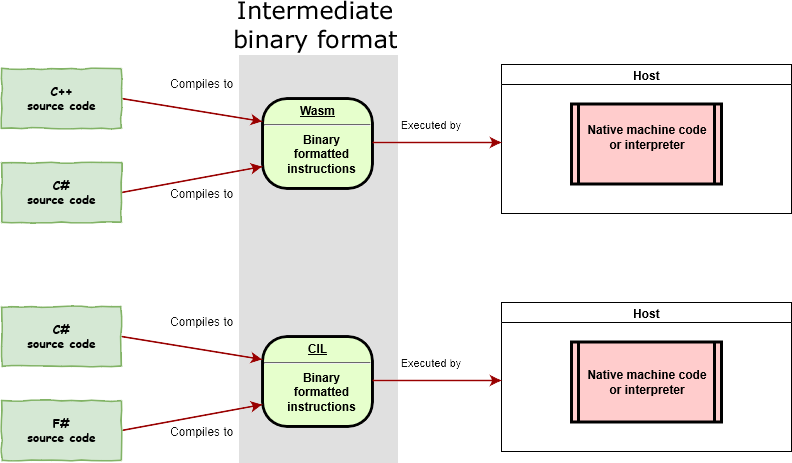 Intermediate
binary format
C++
source code
Compiles to
Wasm
Binary
formatted
instructions
Executed by
Host
Native machine code
or interpreter
C#
source code
Compiles to
C#
source code
Compiles to
CIL
Binary
formatted
instructions
Executed by
Host
Native machine code
or interpreter
F#
source code
Compiles to